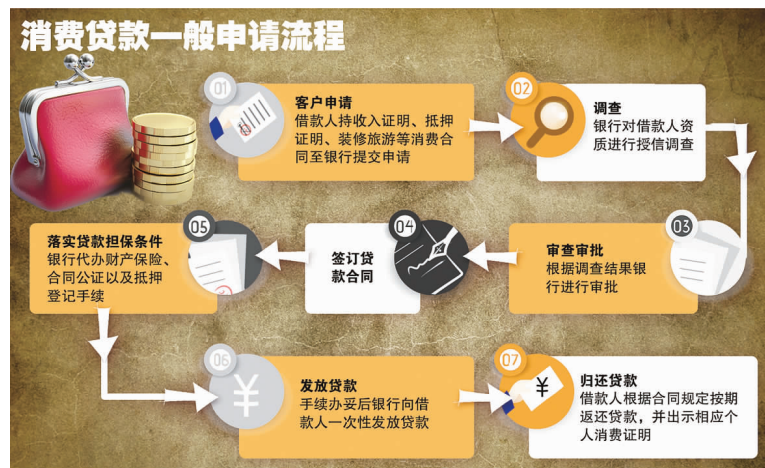 消费贷款一般申请流程
01
客户申请
借款人持收入证明、抵押
证明、装修旅游等消费合
同至银行提交申请
02
调查
银行对借款人资
质进行授信调查
03
审查审批
根据调查结果银
行进行审批
04
签订贷
款合同
05
落实贷款担保条件
银行代办财产保险、
合同公证以及抵押
登记手续
06
¥
发放贷款
手续办妥后银行向借
款人一次性发放贷款
07
¥
归还贷款
借款人根据合同规定按期
返还贷款，并出示相应个
人消费证明